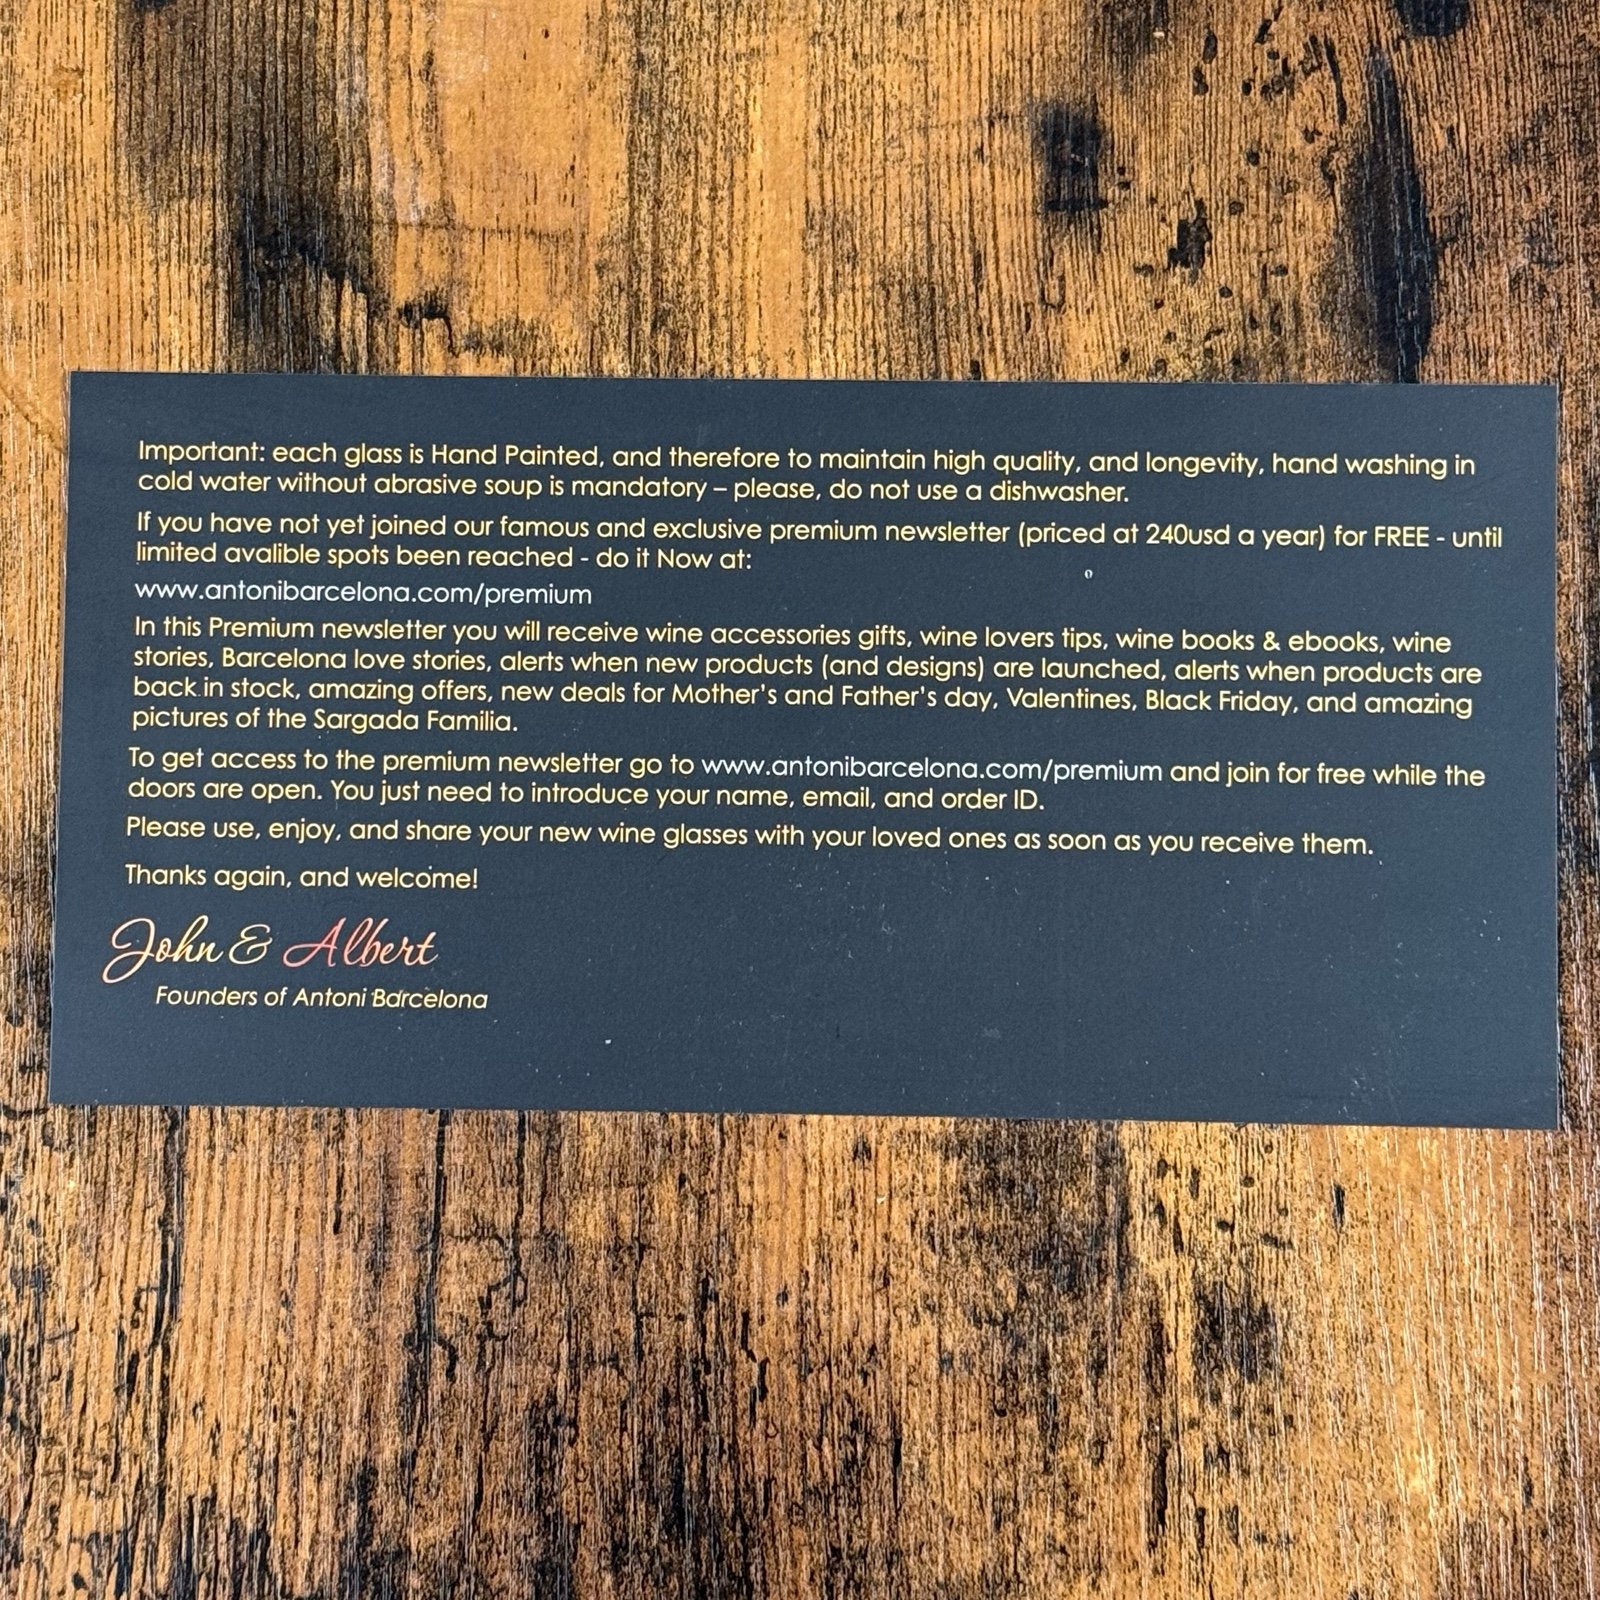 Important: each glass is Hand Painted, and therefore to maintain high quality, and longevity, hand washing in
cold water without abrasive soup is mandatory – please, do not use a dishwasher.
If you have not yet joined our famous and exclusive premium newsletter (priced at 240usd a year) for FREE - until
limited avalible spots been reached - do it Now at:
www.antonibarcelona.com/premium
In this Premium newsletter you will receive wine accessories gifts, wine lovers tips, wine books & ebooks, wine
stories, Barcelona love stories, alerts when new products (and designs) are launched, alerts when products are
back in stock, amazing offers, new deals for Mother's and Father's day, Valentines, Black Friday, and amazing
pictures of the Sargada Familia.
To get access to the premium newsletter go to www.antonibarcelona.com/premium and join for free while the
doors are open. You just need to introduce your name, email, and order ID.
Please use, enjoy, and share your new wine glasses with your loved ones as soon as you receive them.
Thanks again, and welcome!
John & Albert
Founders of Antoni Barcelona